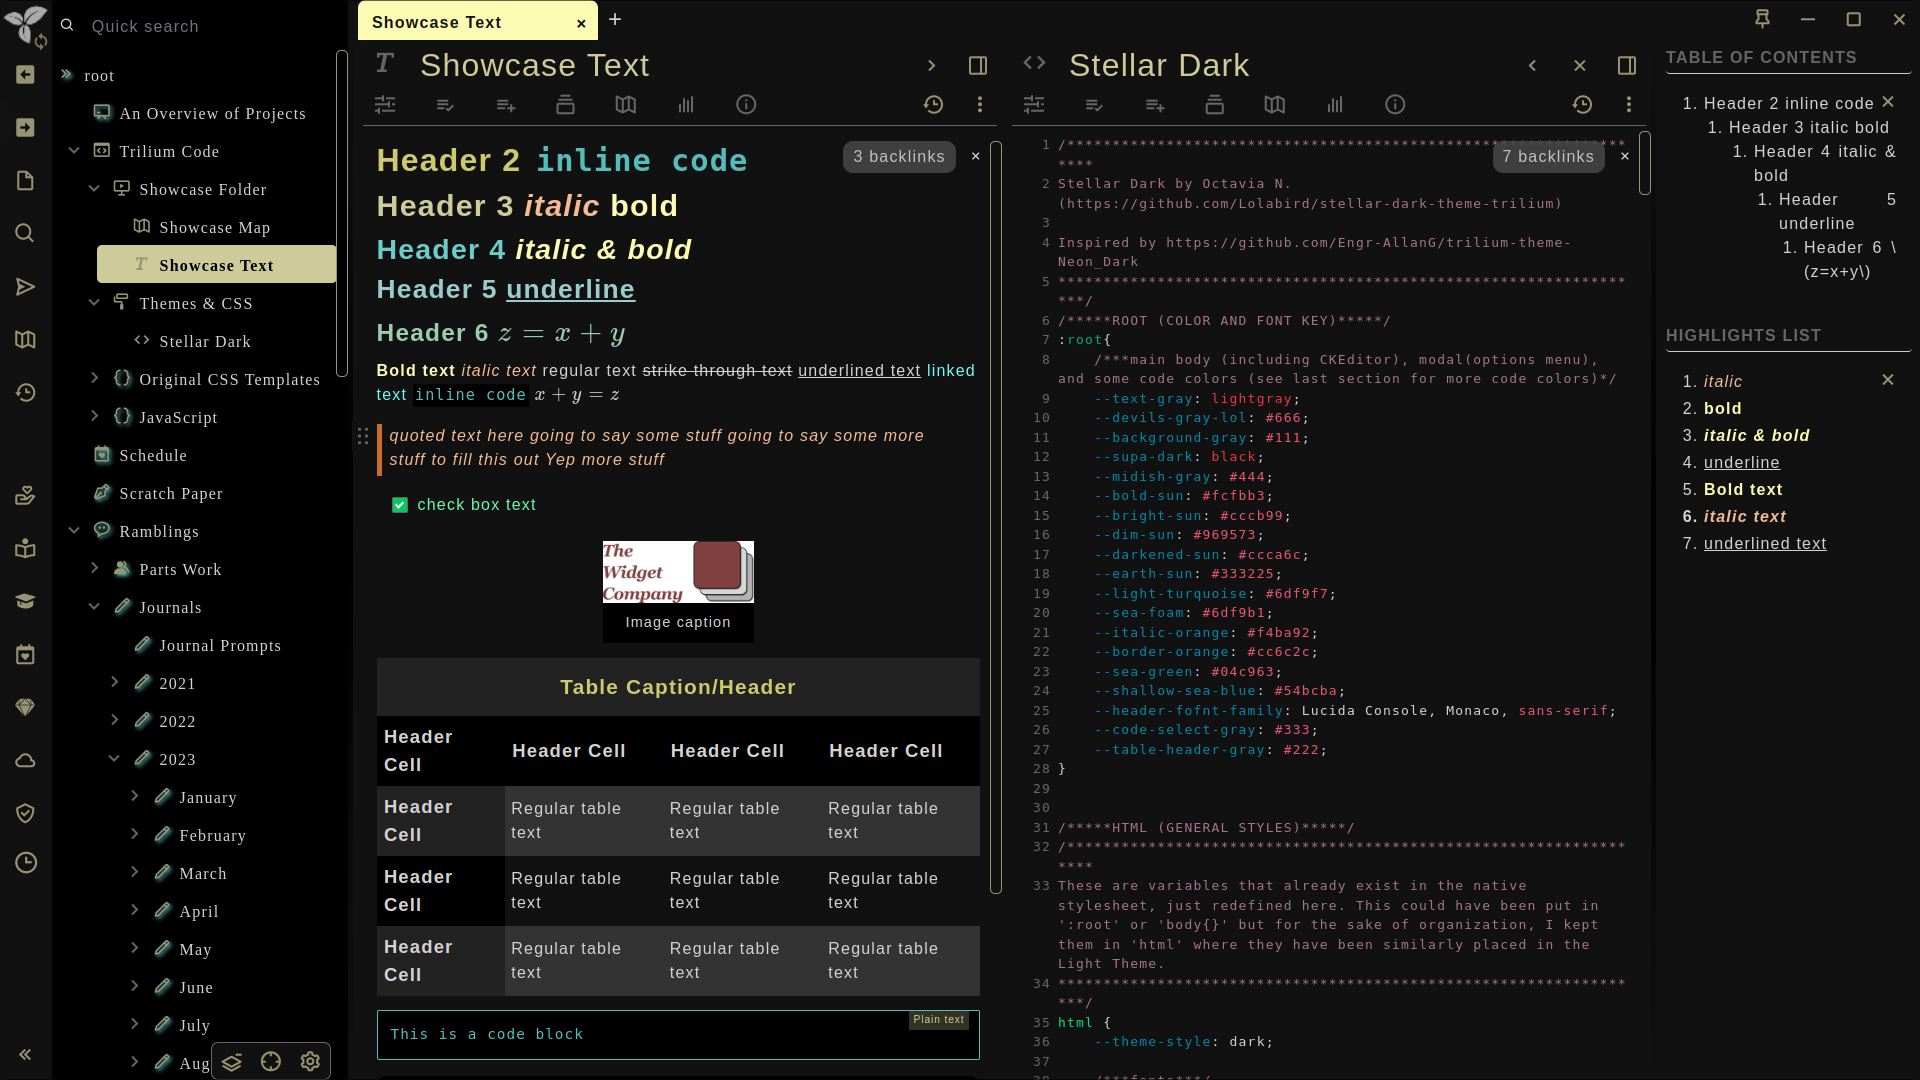 Quick search
root
An Overview of Projects
Trilium Code
Showcase Folder
Showcase Map
Showcase Text
Themes & CSS
Stellar Dark
Original CSS Templates
JavaScript
Schedule
Scratch Paper
Ramblings
Parts Work
Journals
Journal Prompts
2021
2022
2023
January
February
March
April
May
June
July
Aug
Showcase Text × +
Showcase Text
3 backlinks ×
Header 2 inline code
Header 3 italic bold
Header 4 italic & bold
Header 5 underline
Header 6 z = x + y
Bold text italic text regular text strike through text underlined text linked
text inline code x + y = z
quoted text here going to say some stuff going to say some more
stuff to fill this out Yep more stuff
check box text
The
Widget
Company
Image caption
Table Caption/Header
Header Cell Header Cell Header Cell Header Cell
Header Cell Regular table text Regular table text Regular table text
Header Cell Regular table text Regular table text Regular table text
Header Cell Regular table text Regular table text Regular table text
Plain text
This is a code block
Stellar Dark
7 backlinks ×
1 /***************************************************************
****
2 Stellar Dark by Octavia N.
(https://github.com/Lolabird/stellar-dark-theme-trilium)
3
4 Inspired by https://github.com/Engr-AllanG/trilium-theme-
Neon_Dark
5 ***************************************************************
***/
6 /*****ROOT (COLOR AND FONT KEY)*****/
7 :root{
8 /***main body (including CKEditor), modal(options menu),
and some code colors (see last section for more code colors)*/
9 --text-gray: lightgray;
10 --devils-gray-lol: #666;
11 --background-gray: #111;
12 --supa-dark: black;
13 --midish-gray: #444;
14 --bold-sun: #fcfbb3;
15 --bright-sun: #cccb99;
16 --dim-sun: #969573;
17 --darkened-sun: #ccca6c;
18 --earth-sun: #333225;
19 --light-turquoise: #6df9f7;
20 --sea-foam: #6df9b1;
21 --italic-orange: #f4ba92;
22 --border-orange: #cc6c2c;
23 --sea-green: #04c963;
24 --shallow-sea-blue: #54bcba;
25 --header-fofnt-family: Lucida Console, Monaco, sans-serif;
26 --code-select-gray: #333;
27 --table-header-gray: #222;
28 }
29
30
31 /*****HTML (GENERAL STYLES)*****/
32 /***************************************************************
****
33 These are variables that already exist in the native
stylesheet, just redefined here. This could have been put in
':root' or 'body{}' but for the sake of organization, I kept
them in 'html' where they have been similarly placed in the
Light Theme.
34 ***************************************************************
***/
35 html {
36 --theme-style: dark;
37
38 /***fonts***/
TABLE OF CONTENTS
1. Header 2 inline code
1. Header 3 italic bold
1. Header 4 italic &
bold
1. Header 5
underline
1. Header 6 \
(z=x+y\)
HIGHLIGHTS LIST
1. italic
2. bold
3. italic & bold
4. underline
5. Bold text
6. italic text
7. underlined text